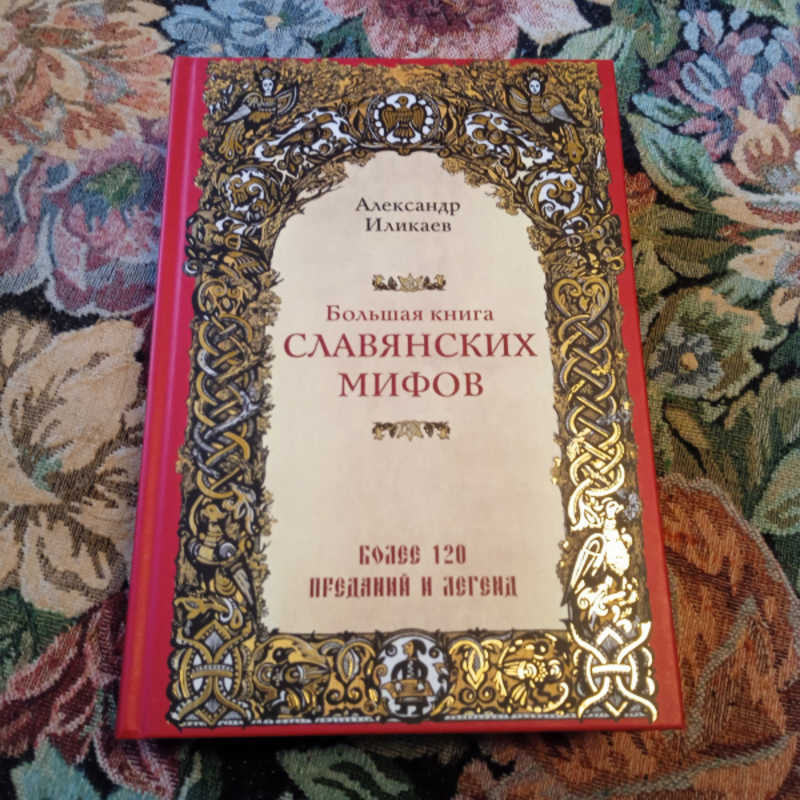 Александр
Иликаев
Большая книга
СЛАВЯНСКИХ
МИФОВ
БОЛЕЕ 120
ПРЕДАНИЙ И ЛЕГЕНД